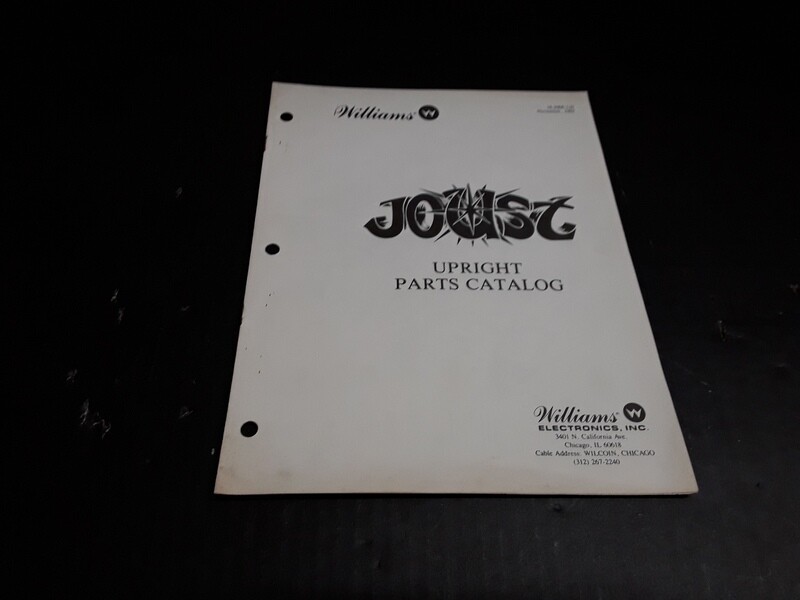 Williams W
JOUST
UPRIGHT
PARTS CATALOG
Williams W
ELECTRONICS, INC.
3401 N. California Ave.
Chicago, IL 60618
Cable Address: WILCOIN, CHICAGO
(312) 267-2240